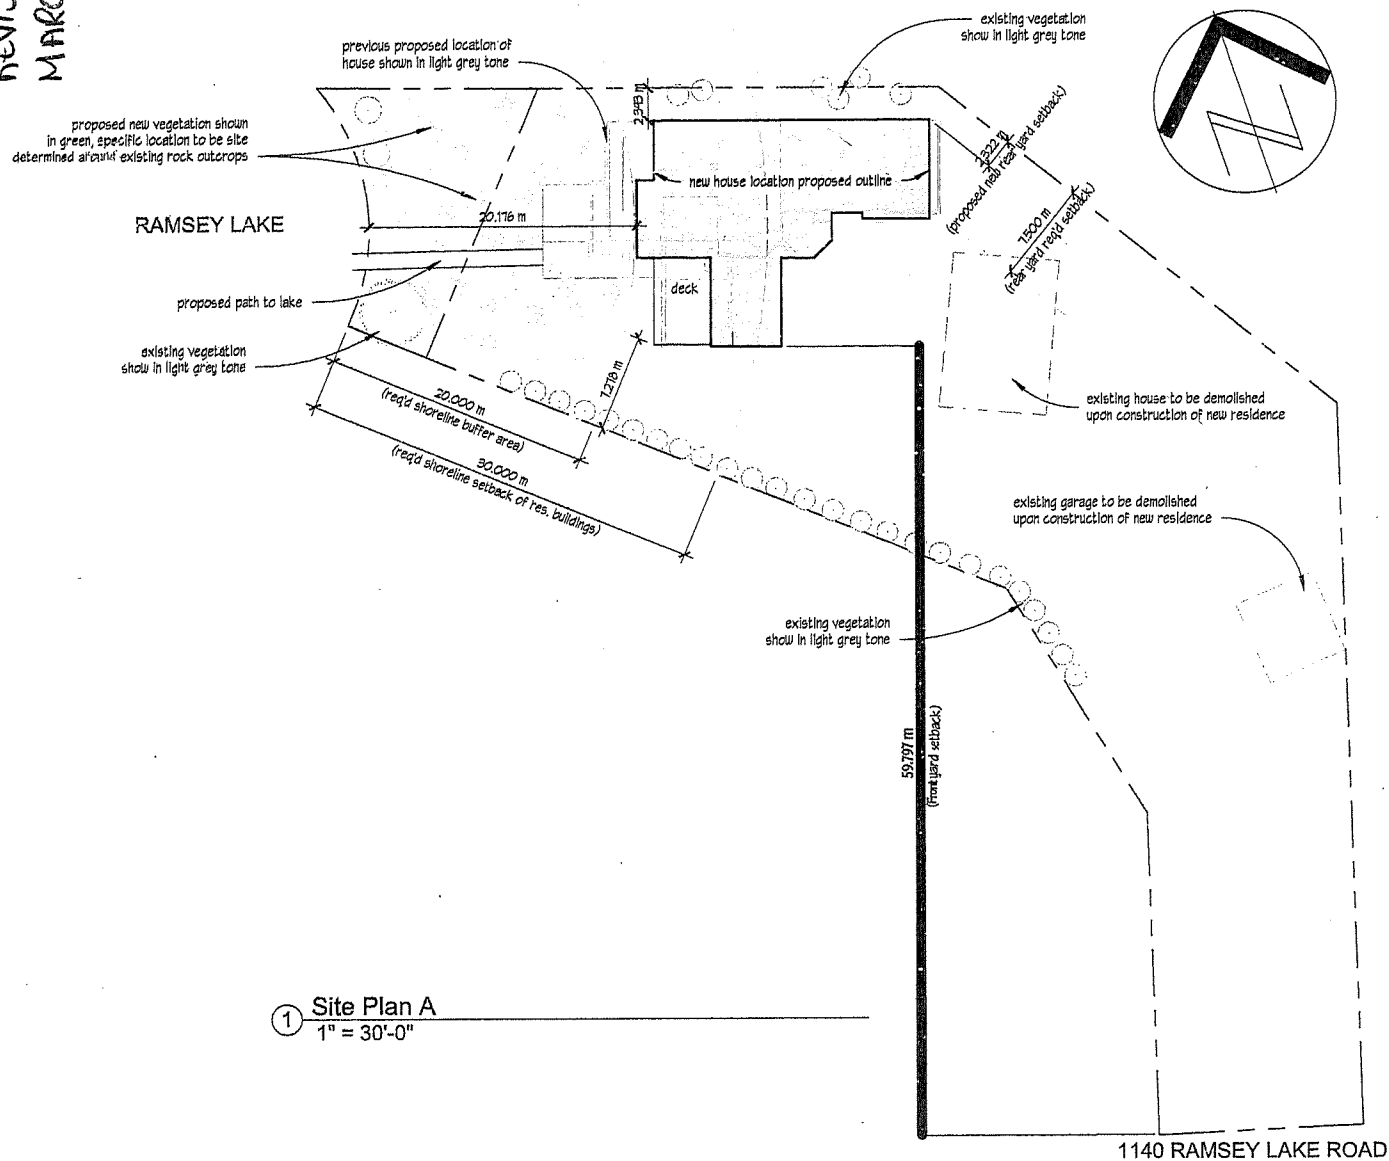 existing vegetation
show in light grey tone
previous proposed location of
house shown in light grey tone
proposed new vegetation shown
in green, specific location to be site
determined around existing rock outcrops
2.343 m
2.322 m
(proposed new rear yard setback)
new house location proposed outline
7.500 m
(rear yard req'd setback)
RAMSEY LAKE
20.176 m
proposed path to lake
deck
existing vegetation
show in light grey tone
7.278 m
20.000 m
(req'd shoreline buffer area)
30.000 m
(req'd shoreline setback of res. buildings)
existing house to be demolished
upon construction of new residence
existing garage to be demolished
upon construction of new residence
existing vegetation
show in light grey tone
59.797 m
(Front yard setback)
1
Site Plan A
1" = 30'-0"
1140 RAMSEY LAKE ROAD